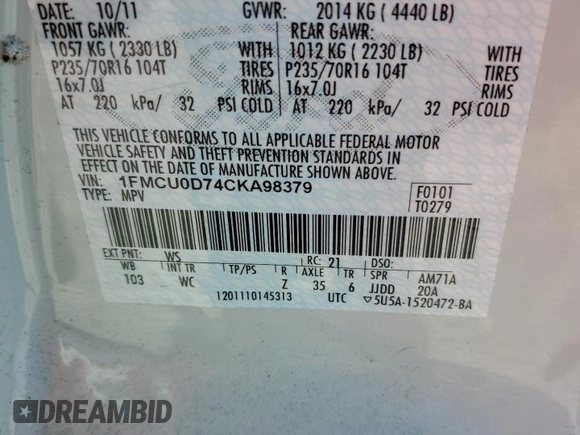 DATE: 10/11 GVWR: 2014 KG ( 4440 LB)
FRONT GAWR: REAR GAWR:
1057 KG ( 2330 LB) WITH 1012 KG ( 2230 LB) WITH
P235/70R16 104T TIRES P235/70R16 104T TIRES
16x7.0J RIMS 16x7.0J RIMS
AT 220 kPa/ 32 PSI COLD AT 220 kPa/ 32 PSI COLD
THIS VEHICLE CONFORMS TO ALL APPLICABLE FEDERAL MOTOR
VEHICLE SAFETY AND THEFT PREVENTION STANDARDS IN
EFFECT ON THE DATE OF MANUFACTURE SHOWN ABOVE.
VIN: 1FMCU0D74CKA98379 F0101
TYPE: MPV T0279
EXT PNT: WS RC: 21 DSO:
WB INT TR TP/PS R AXLE TR SPR AM71A
103 WC Z 35 6 JJDD 20A
1201110145313 UTC ▽5U5A-1520472-BA
Ford
DREAMBID